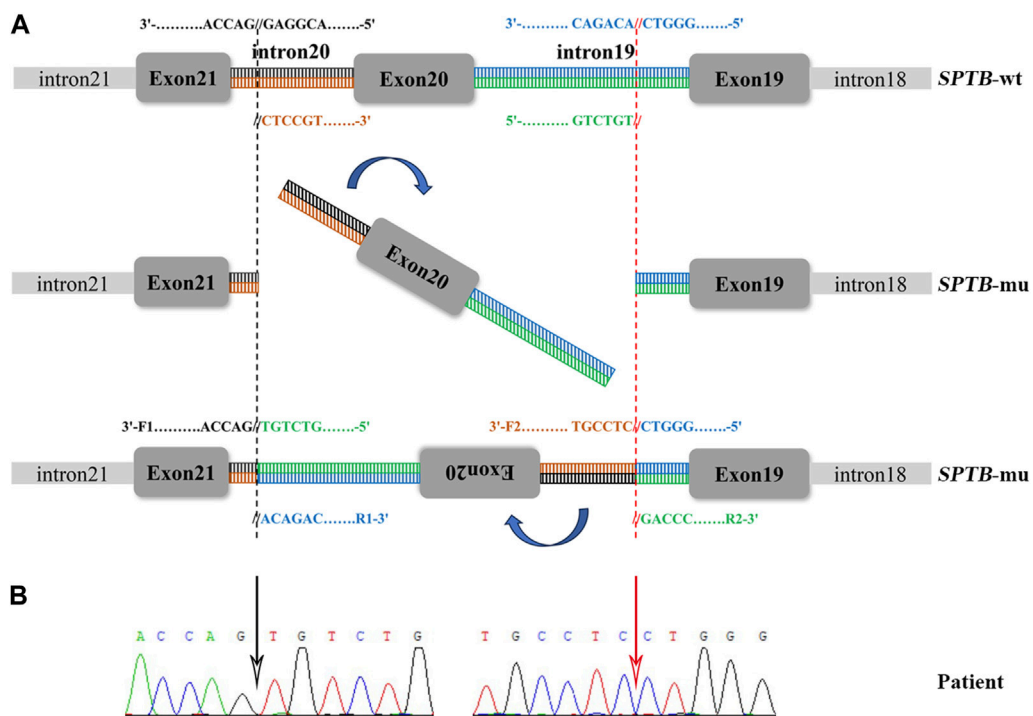 A
3'-..........ACCAG//GAGGCA.......-5'
3'-.......... CAGACA//CTGGG.......-5'
intron20
intron19
intron21 Exon21 Exon20 Exon19 intron18 SPTB-wt
//CTCCGT.......-3'
5'-.......... GTCTGT//
Exon20
intron21 Exon21 Exon19 intron18 SPTB-mu
3'-F1..........ACCAG//TGTCTG.......-5'
3'-F2.......... TGCCTC//CTGGG.......-5'
intron21 Exon21 Exon20 Exon19 intron18 SPTB-mu
//ACAGAC.......R1-3'
//GACCC.......R2-3'
B
A C C A G T G T C T G
T G C C T C C T G G G
Patient